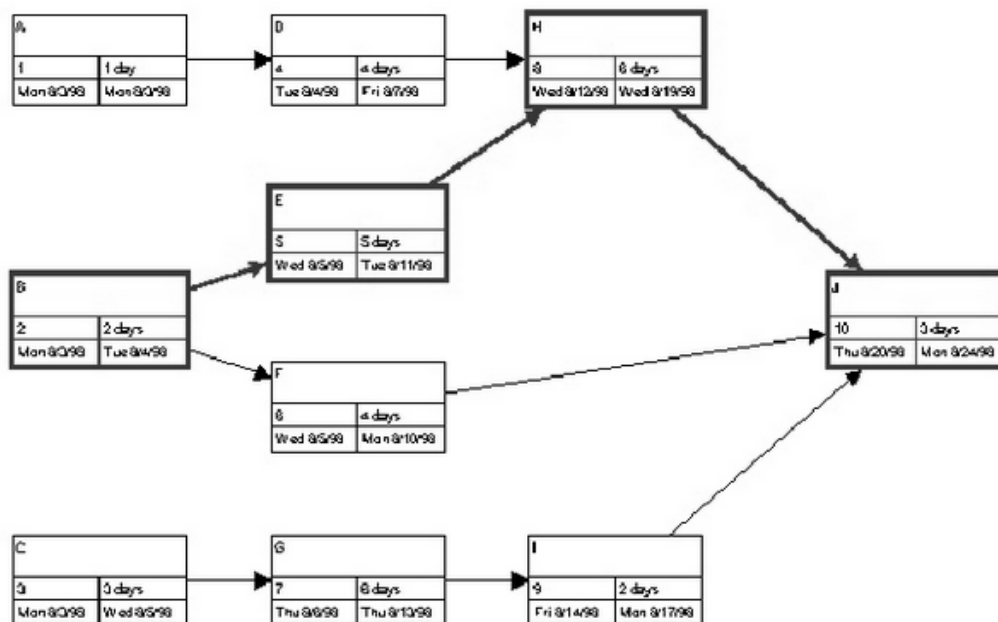 A
1 1 day
Mon 8/3/98 Mon 8/3/98
D
4 4 days
Tue 8/4/98 Fri 8/7/98
H
8 6 days
Wed 8/12/98 Wed 8/19/98
E
5 5 days
Wed 8/5/98 Tue 8/11/98
B
2 2 days
Mon 8/3/98 Tue 8/4/98
J
10 3 days
Thu 8/20/98 Mon 8/24/98
F
6 4 days
Wed 8/5/98 Mon 8/10/98
C
3 3 days
Mon 8/3/98 Wed 8/5/98
G
7 6 days
Thu 8/6/98 Thu 8/13/98
I
9 2 days
Fri 8/14/98 Mon 8/17/98